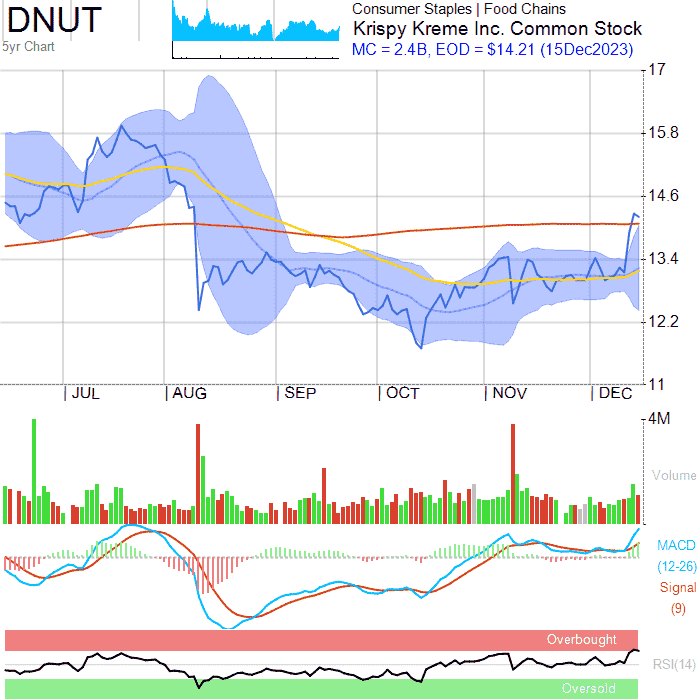 DNUT
5yr Chart
Consumer Staples | Food Chains
Krispy Kreme Inc. Common Stock
MC = 2.4B, EOD = $14.21 (15Dec2023)
17
15.8
14.6
13.4
12.2
11
| JUL | AUG | SEP | OCT | NOV | DEC
4M
Volume
MACD
(12-26)
Signal
(9)
Overbought
RSI(14)
Oversold